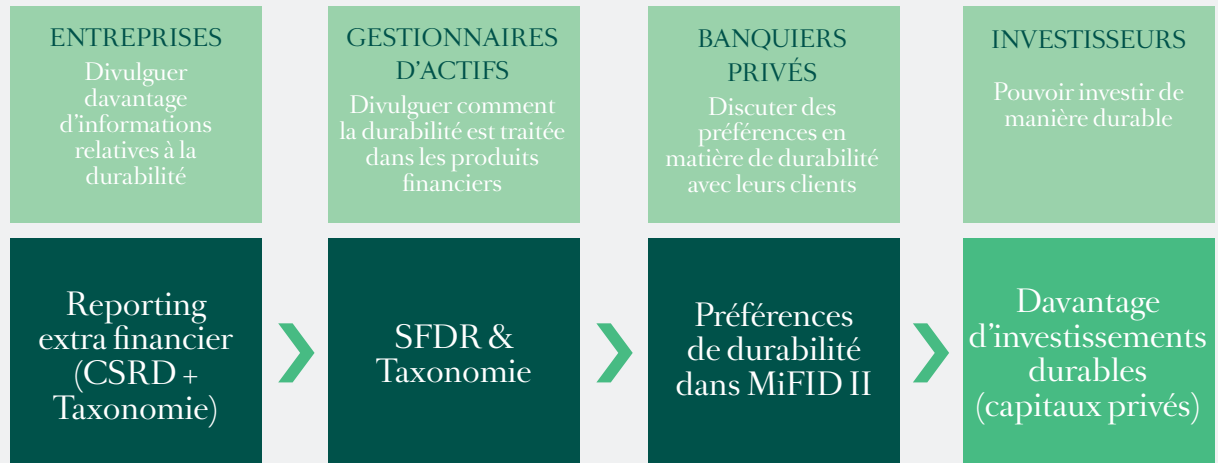 ENTREPRISES
Divulguer
davantage
d'informations
relatives à la
durabilité
GESTIONNAIRES
D'ACTIFS
Divulguer comment
la durabilité est traitée
dans les produits
financiers
BANQUIERS
PRIVÉS
Discuter des
préférences en
matière de durabilité
avec leurs clients
INVESTISSEURS
Pouvoir investir de
manière durable
Reporting
extra financier
(CSRD +
Taxonomie)
SFDR &
Taxonomie
Préférences
de durabilité
dans MiFID II
Davantage
d'investissements
durables
(capitaux privés)